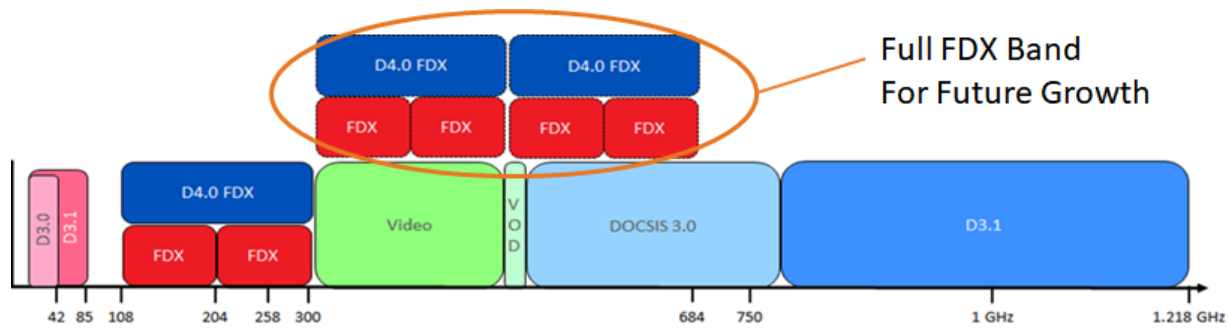 D4.0 FDX
D4.0 FDX
Full FDX Band
For Future Growth
FDX
FDX
FDX
FDX
D3.0
D3.1
D4.0 FDX
FDX
FDX
Video
VOD
DOCSIS 3.0
D3.1
42 85 108 204 258 300 684 750 1 GHz 1.218 GHz